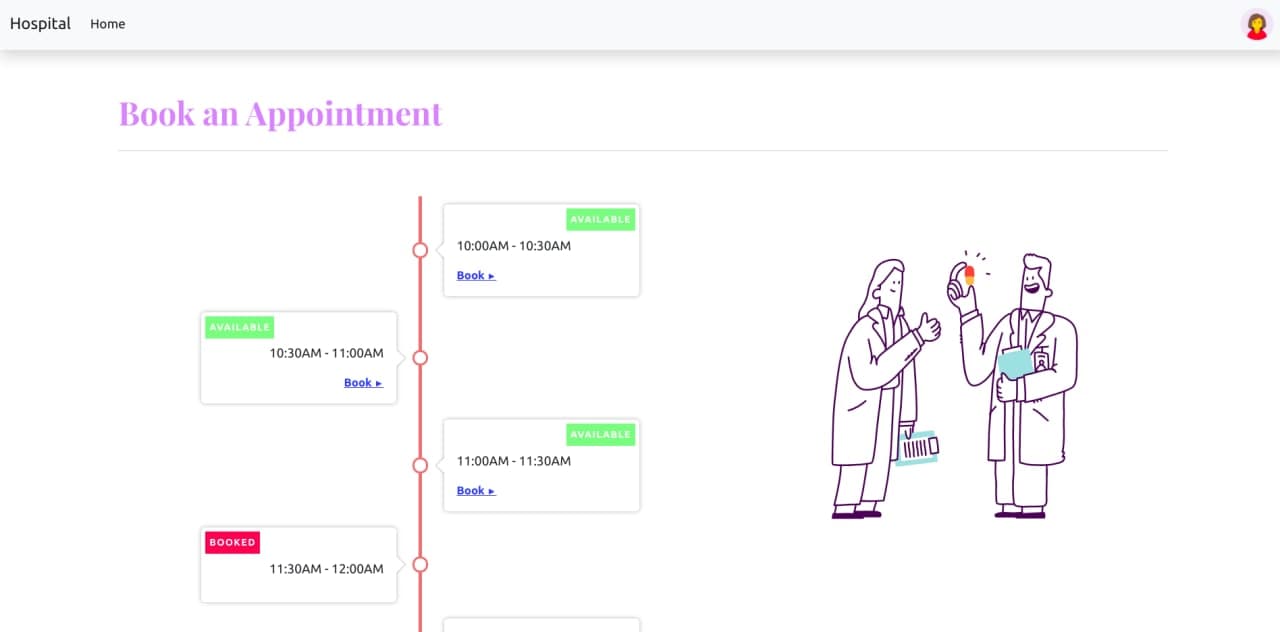 Hospital Home
Book an Appointment
AVAILABLE
10:00AM - 10:30AM
Book ▸
AVAILABLE
10:30AM - 11:00AM
Book ▸
AVAILABLE
11:00AM - 11:30AM
Book ▸
BOOKED
11:30AM - 12:00AM